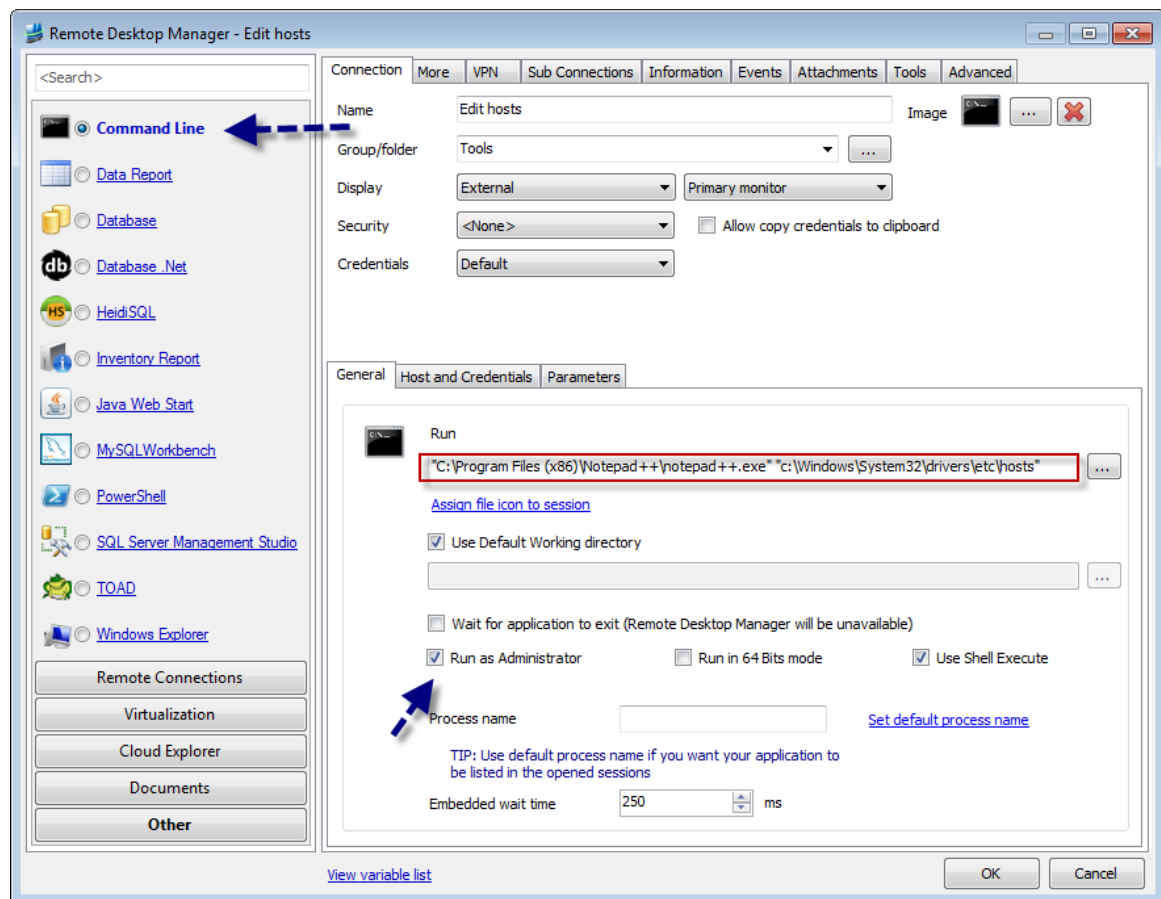 Remote Desktop Manager - Edit hosts
<Search>
Command Line
Data Report
Database
Database .Net
HeidiSQL
Inventory Report
Java Web Start
MySQLWorkbench
PowerShell
SQL Server Management Studio
TOAD
Windows Explorer
Remote Connections
Virtualization
Cloud Explorer
Documents
Other
Connection More VPN Sub Connections Information Events Attachments Tools Advanced
Name Edit hosts Image ...
Group/folder Tools ...
Display External Primary monitor
Security <None> Allow copy credentials to clipboard
Credentials Default
General Host and Credentials Parameters
Run
"C:\Program Files (x86)\Notepad++\notepad++.exe" "c:\Windows\System32\drivers\etc\hosts" ...
Assign file icon to session
Use Default Working directory
...
Wait for application to exit (Remote Desktop Manager will be unavailable)
Run as Administrator Run in 64 Bits mode Use Shell Execute
Process name Set default process name
TIP: Use default process name if you want your application to
be listed in the opened sessions
Embedded wait time 250 ms
View variable list OK Cancel